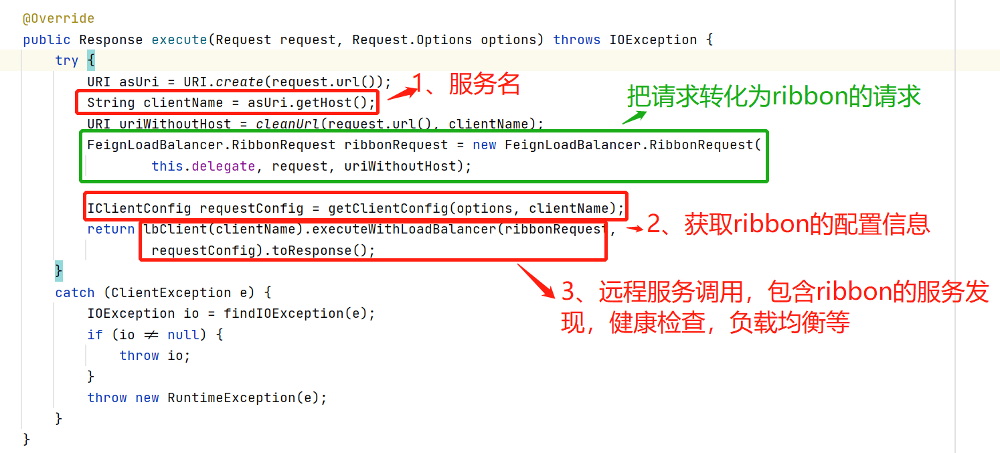 @Override
public Response execute(Request request, Request.Options options) throws IOException {
try {
URI asUri = URI.create(request.url());
1、服务名
String clientName = asUri.getHost();
把请求转化为ribbon的请求
URI uriWithoutHost = cleanUrl(request.url(), clientName);
FeignLoadBalancer.RibbonRequest ribbonRequest = new FeignLoadBalancer.RibbonRequest(
this.delegate, request, uriWithoutHost);
IClientConfig requestConfig = getClientConfig(options, clientName);
2、获取ribbon的配置信息
return lbClient(clientName).executeWithLoadBalancer(ribbonRequest,
requestConfig).toResponse();
}
3、远程服务调用，包含ribbon的服务发
现，健康检查，负载均衡等
catch (ClientException e) {
IOException io = findIOException(e);
if (io ≠ null) {
throw io;
}
throw new RuntimeException(e);
}
}